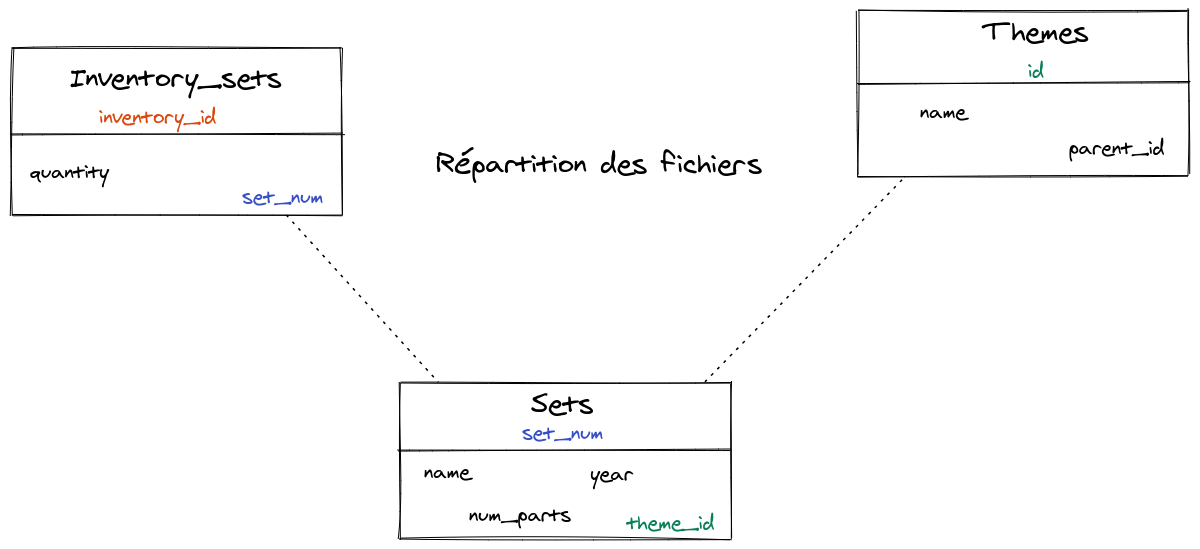 Inventory_sets
inventory_id
quantity
set_num
Répartition des fichiers
Themes
id
name
parent_id
Sets
set_num
name year
num_parts
theme_id